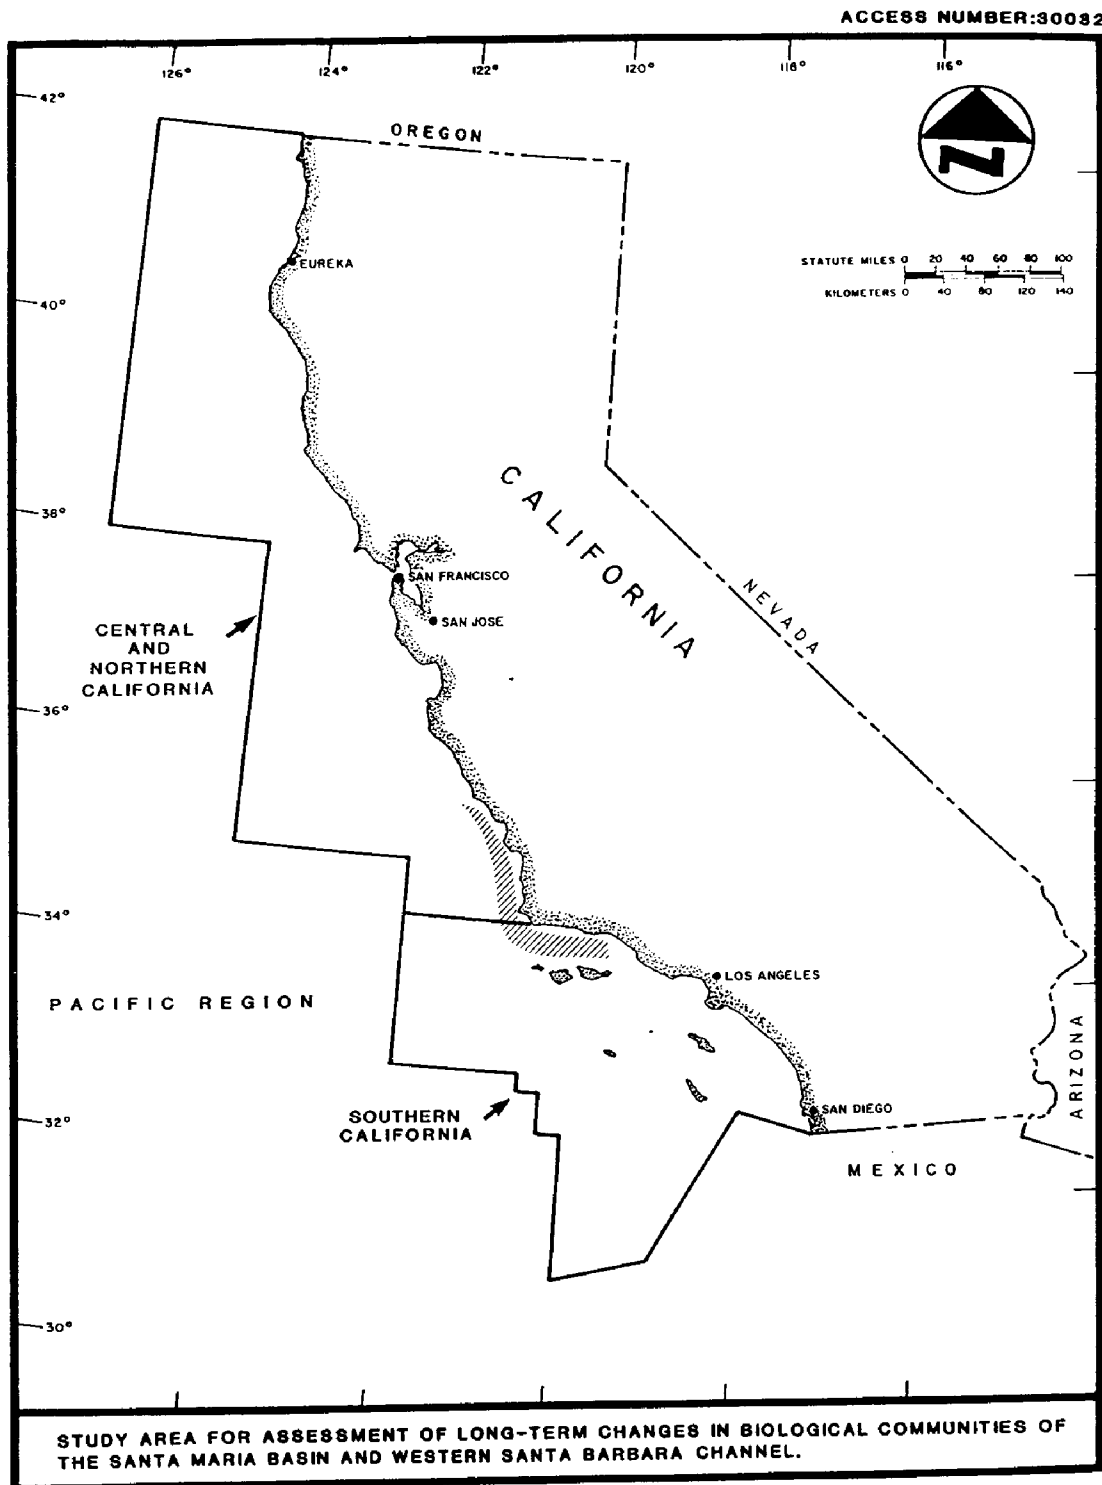 ACCESS NUMBER:30032
126° 124° 122° 120° 118° 116°
42°
OREGON
N
EUREKA
STATUTE MILES 0 20 40 60 80 100
KILOMETERS 0 40 80 120 140
40°
CALIFORNIA
38°
SAN FRANCISCO
NEVADA
SAN JOSE
CENTRAL
AND
NORTHERN
CALIFORNIA
36°
34°
LOS ANGELES
PACIFIC REGION
ARIZONA
SAN DIEGO
SOUTHERN
CALIFORNIA
32°
MEXICO
30°
STUDY AREA FOR ASSESSMENT OF LONG-TERM CHANGES IN BIOLOGICAL COMMUNITIES OF
THE SANTA MARIA BASIN AND WESTERN SANTA BARBARA CHANNEL.